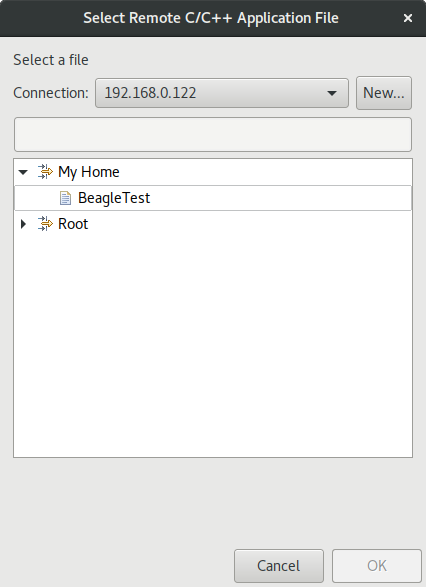 Select Remote C/C++ Application File
Select a file
Connection: 192.168.0.122 New...
My Home
BeagleTest
Root
Cancel OK